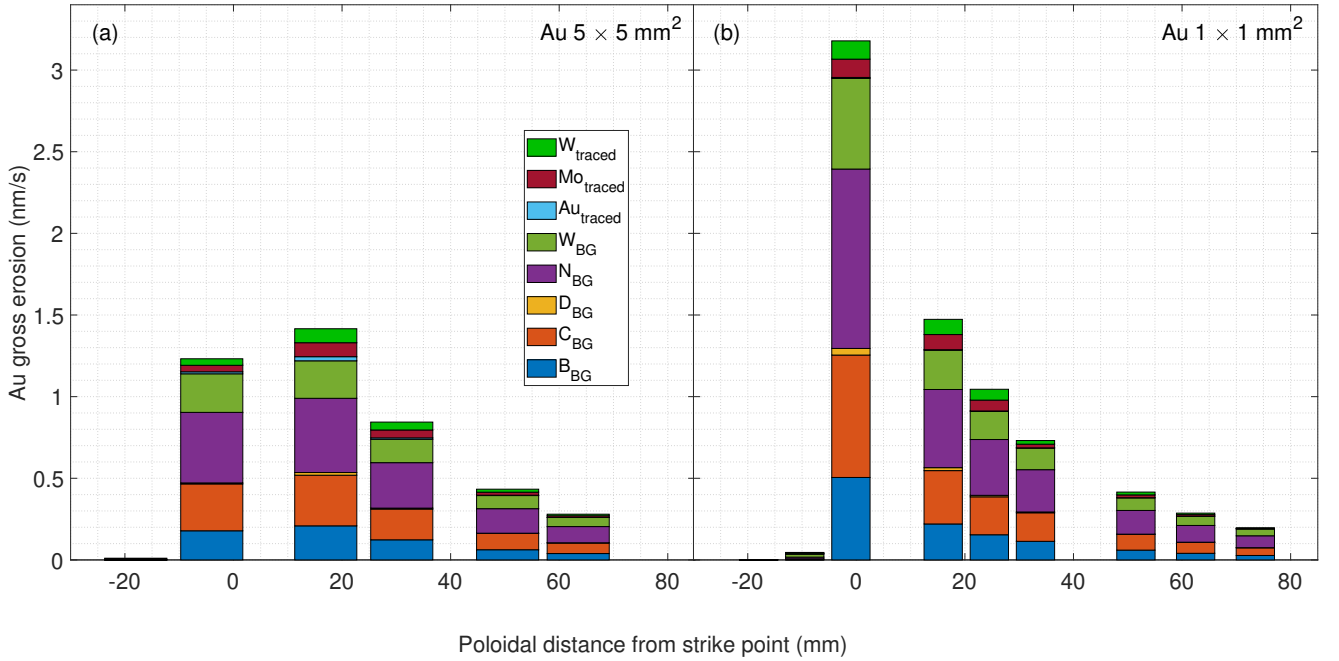 (a)
Au 5 × 5 mm²
(b)
Au 1 × 1 mm²
Au gross erosion (nm/s)
3
2.5
2
1.5
1
0.5
0
W_traced
Mo_traced
Au_traced
W_BG
N_BG
D_BG
C_BG
B_BG
-20 0 20 40 60 80
-20 0 20 40 60 80
Poloidal distance from strike point (mm)